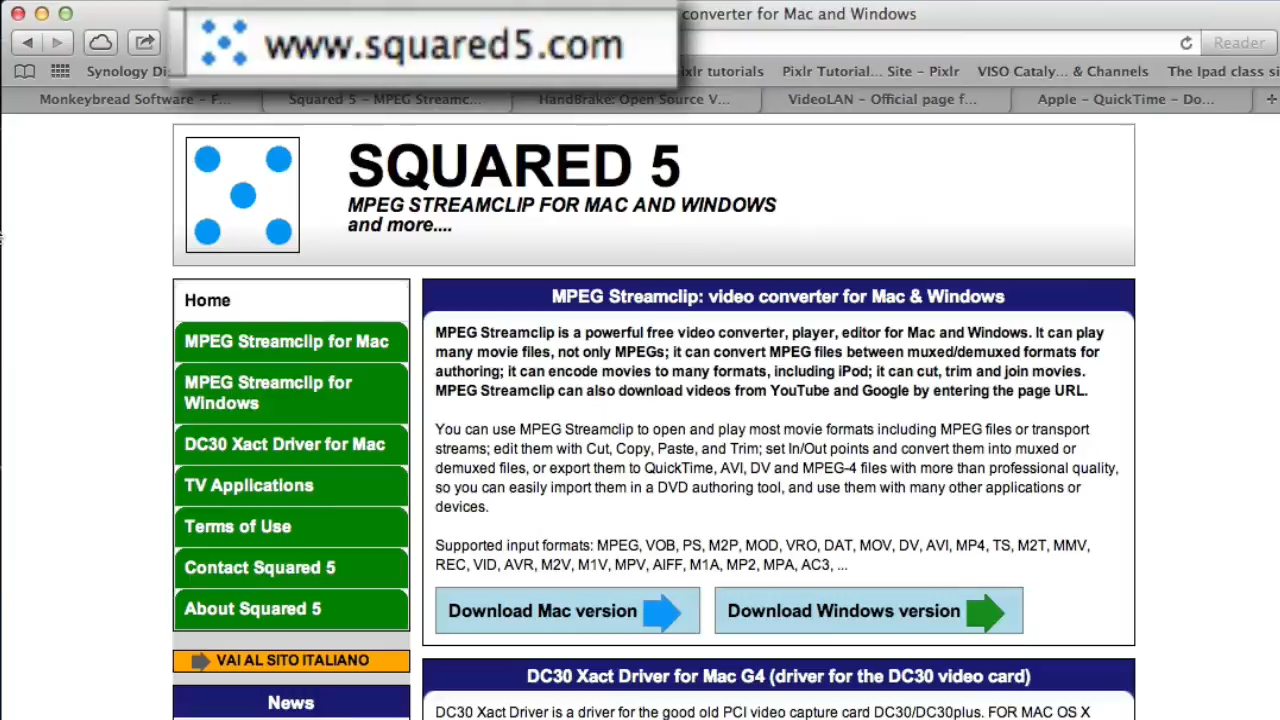 converter for Mac and Windows
www.squared5.com
Reader
Synology Di
Pixlr tutorials
Pixlr Tutorial... Site - Pixlr
VISO Cataly... & Channels
The Ipad class si
Monkeybread Software - F...
Squared 5 - MPEG Streamc...
HandBrake: Open Source V...
VideoLAN - Official page f...
Apple - QuickTime - Do...
SQUARED 5
MPEG STREAMCLIP FOR MAC AND WINDOWS
and more....
Home
MPEG Streamclip for Mac
MPEG Streamclip for
Windows
DC30 Xact Driver for Mac
TV Applications
Terms of Use
Contact Squared 5
About Squared 5
VAI AL SITO ITALIANO
News
MPEG Streamclip: video converter for Mac & Windows
MPEG Streamclip is a powerful free video converter, player, editor for Mac and Windows. It can play
many movie files, not only MPEGs; it can convert MPEG files between muxed/demuxed formats for
authoring; it can encode movies to many formats, including iPod; it can cut, trim and join movies.
MPEG Streamclip can also download videos from YouTube and Google by entering the page URL.
You can use MPEG Streamclip to open and play most movie formats including MPEG files or transport
streams; edit them with Cut, Copy, Paste, and Trim; set In/Out points and convert them into muxed or
demuxed files, or export them to QuickTime, AVI, DV and MPEG-4 files with more than professional quality,
so you can easily import them in a DVD authoring tool, and use them with many other applications or
devices.
Supported input formats: MPEG, VOB, PS, M2P, MOD, VRO, DAT, MOV, DV, AVI, MP4, TS, M2T, MMV,
REC, VID, AVR, M2V, M1V, MPV, AIFF, M1A, MP2, MPA, AC3, ...
Download Mac version
Download Windows version
DC30 Xact Driver for Mac G4 (driver for the DC30 video card)
DC30 Xact Driver is a driver for the good old PCI video capture card DC30/DC30plus. FOR MAC OS X